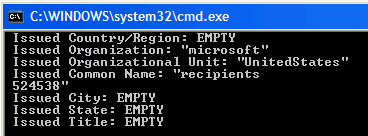 C:\WINDOWS\system32\cmd.exe
Issued Country/Region: EMPTY
Issued Organization: "microsoft"
Issued Organizational Unit: "UnitedStates"
Issued Common Name: "recipients
524538"
Issued City: EMPTY
Issued State: EMPTY
Issued Title: EMPTY